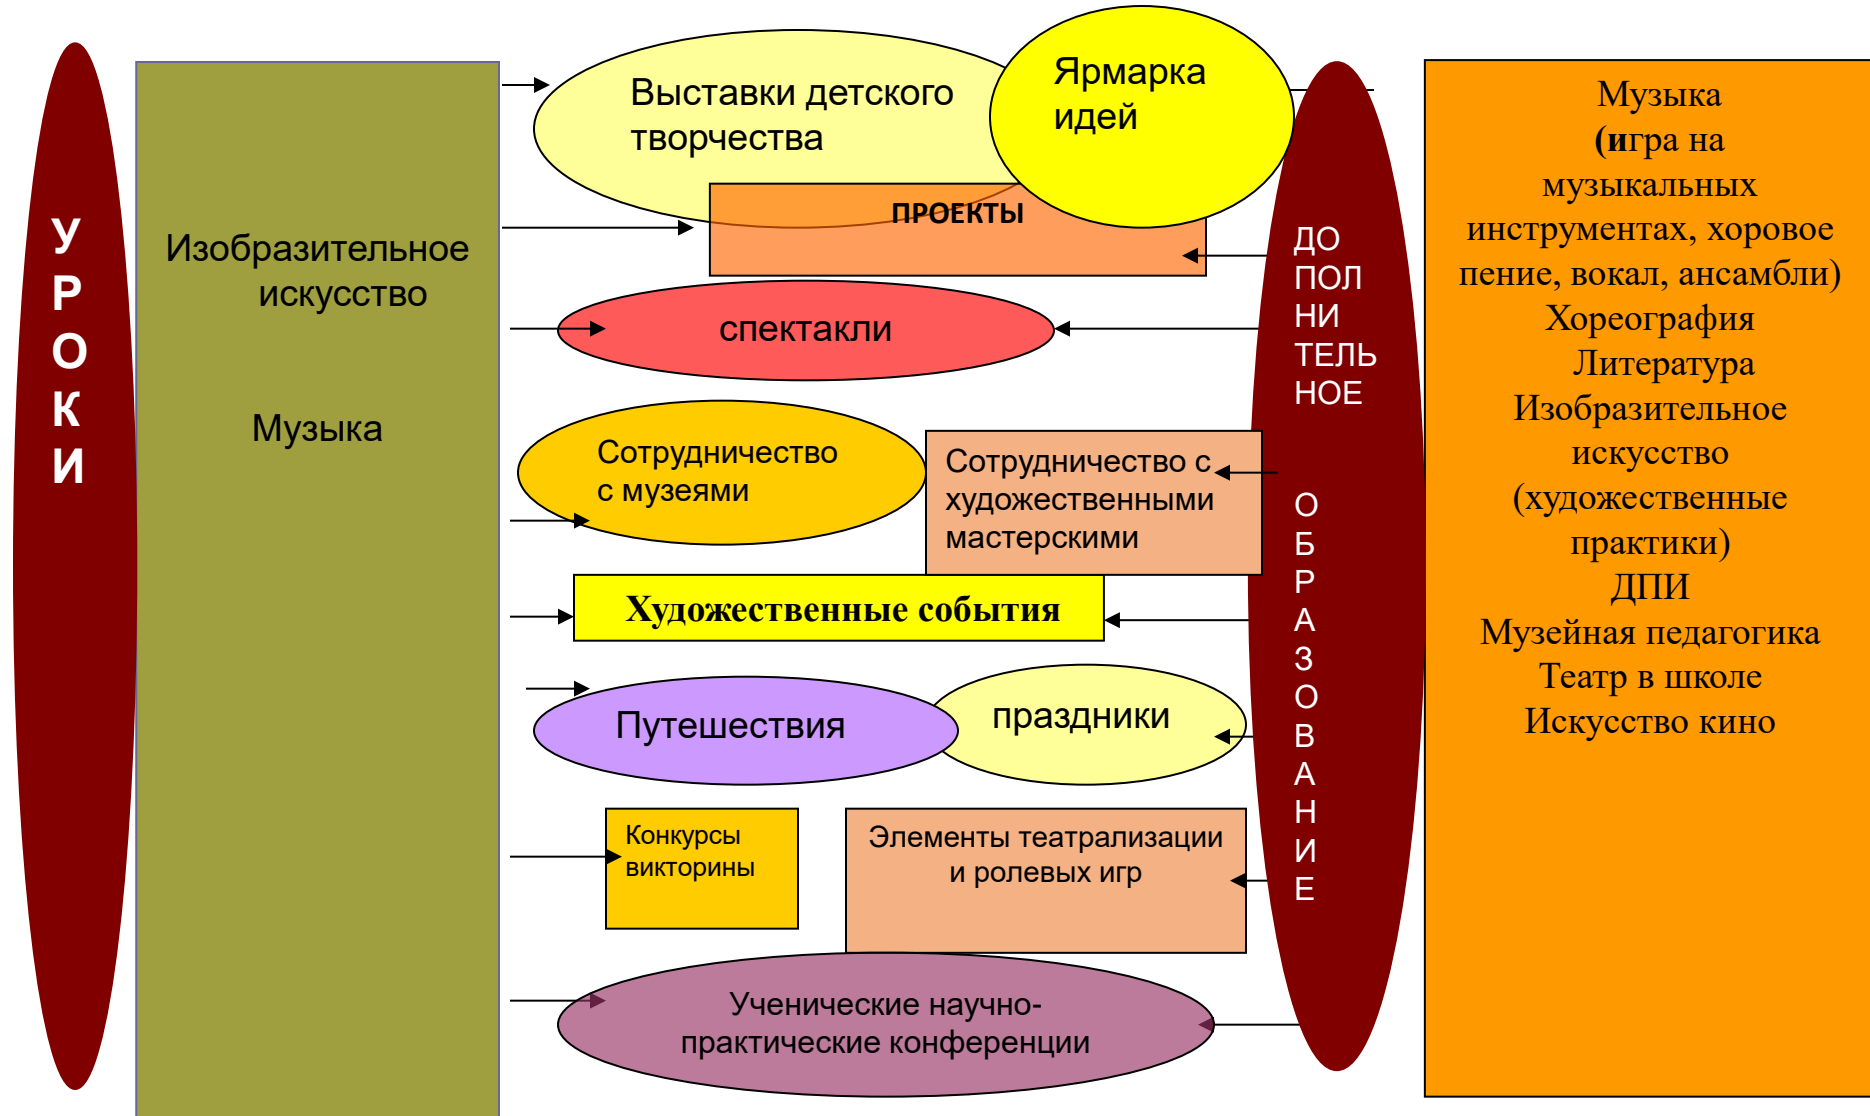 У
Р
О
К
И
Изобразительное
искусство
Музыка
Выставки детского
творчества
Ярмарка
идей
ПРОЕКТЫ
спектакли
Сотрудничество
с музеями
Сотрудничество с
художественными
мастерскими
Художественные события
Путешествия
праздники
Конкурсы
викторины
Элементы театрализации
и ролевых игр
Ученические научно-
практические конференции
ДО
ПОЛ
НИ
ТЕЛЬ
НОЕ
О
Б
Р
А
З
О
В
А
Н
И
Е
Музыка
(игра на
музыкальных
инструментах, хоровое
пение, вокал, ансамбли)
Хореография
Литература
Изобразительное
искусство
(художественные
практики)
ДПИ
Музейная педагогика
Театр в школе
Искусство кино